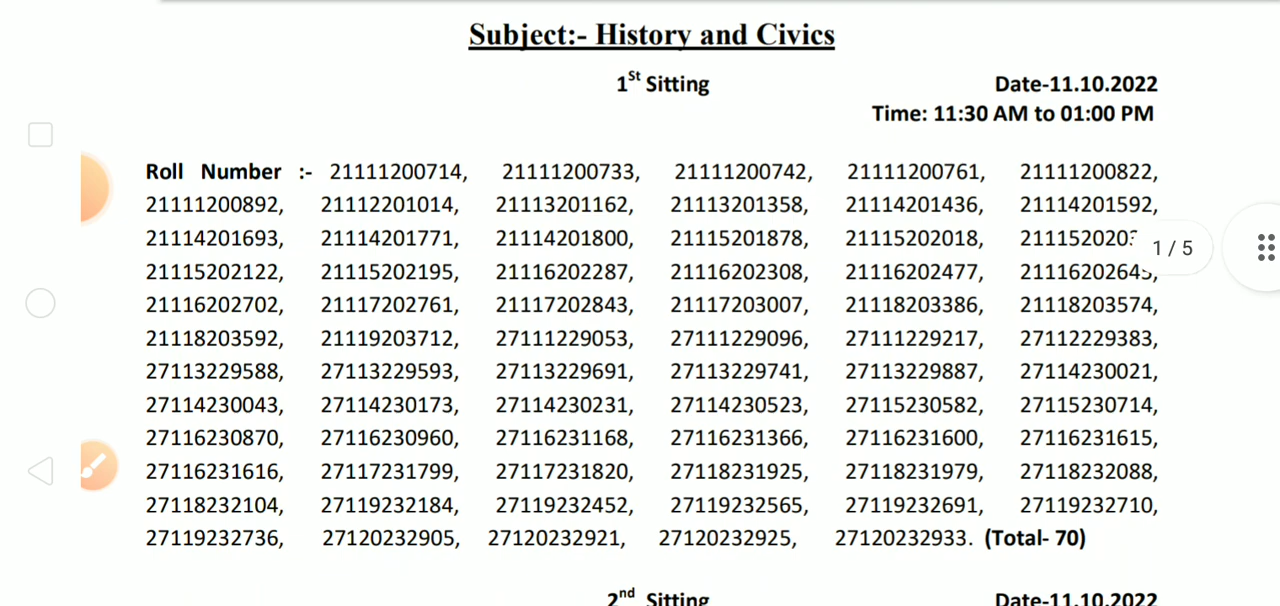 Subject:- History and Civics
1St Sitting Date-11.10.2022
Time: 11:30 AM to 01:00 PM
Roll Number :- 21111200714, 21111200733, 21111200742, 21111200761, 21111200822,
21111200892, 21112201014, 21113201162, 21113201358, 21114201436, 21114201592,
21114201693, 21114201771, 21114201800, 21115201878, 21115202018,
1 / 5
21115202122, 21115202195, 21116202287, 21116202308, 21116202477, 21116202645,
21116202702, 21117202761, 21117202843, 21117203007, 21118203386, 21118203574,
21118203592, 21119203712, 27111229053, 27111229096, 27111229217, 27112229383,
27113229588, 27113229593, 27113229691, 27113229741, 27113229887, 27114230021,
27114230043, 27114230173, 27114230231, 27114230523, 27115230582, 27115230714,
27116230870, 27116230960, 27116231168, 27116231366, 27116231600, 27116231615,
27116231616, 27117231799, 27117231820, 27118231925, 27118231979, 27118232088,
27118232104, 27119232184, 27119232452, 27119232565, 27119232691, 27119232710,
27119232736, 27120232905, 27120232921, 27120232925, 27120232933. (Total- 70)
2nd Sitting Date-11.10.2022